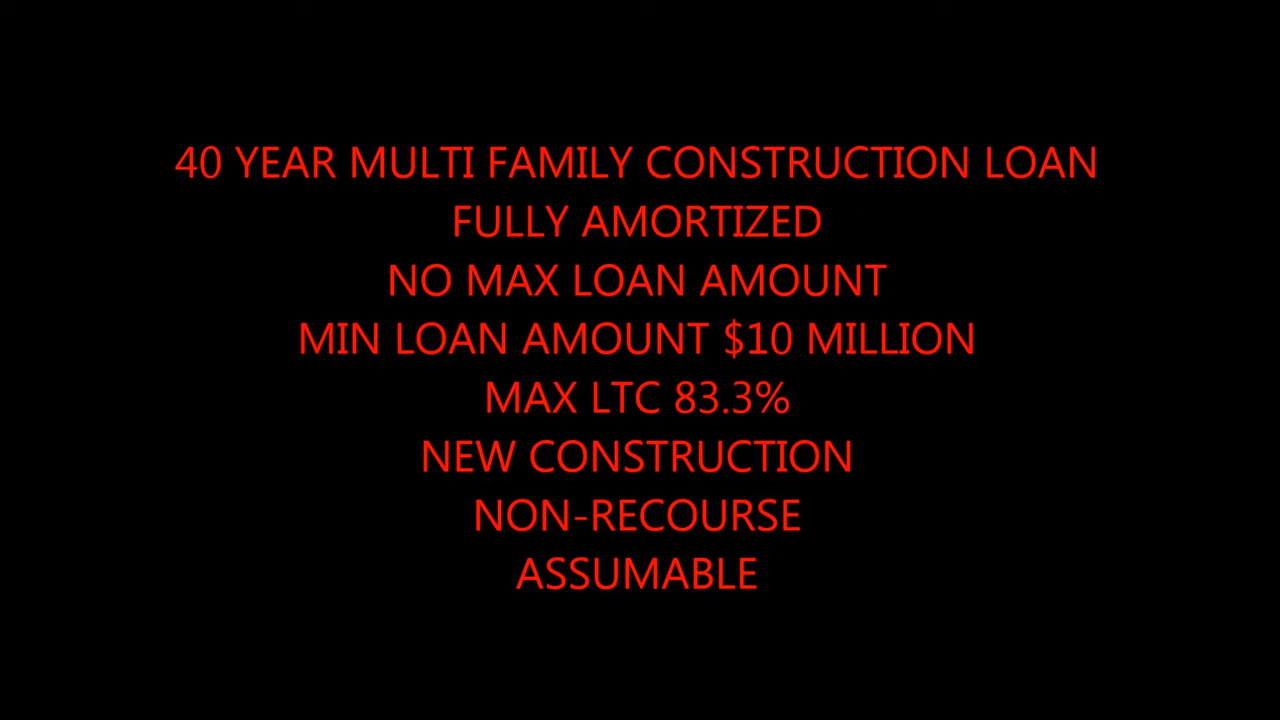 40 YEAR MULTI FAMILY CONSTRUCTION LOAN
FULLY AMORTIZED
NO MAX LOAN AMOUNT
MIN LOAN AMOUNT $10 MILLION
MAX LTC 83.3%
NEW CONSTRUCTION
NON-RECOURSE
ASSUMABLE